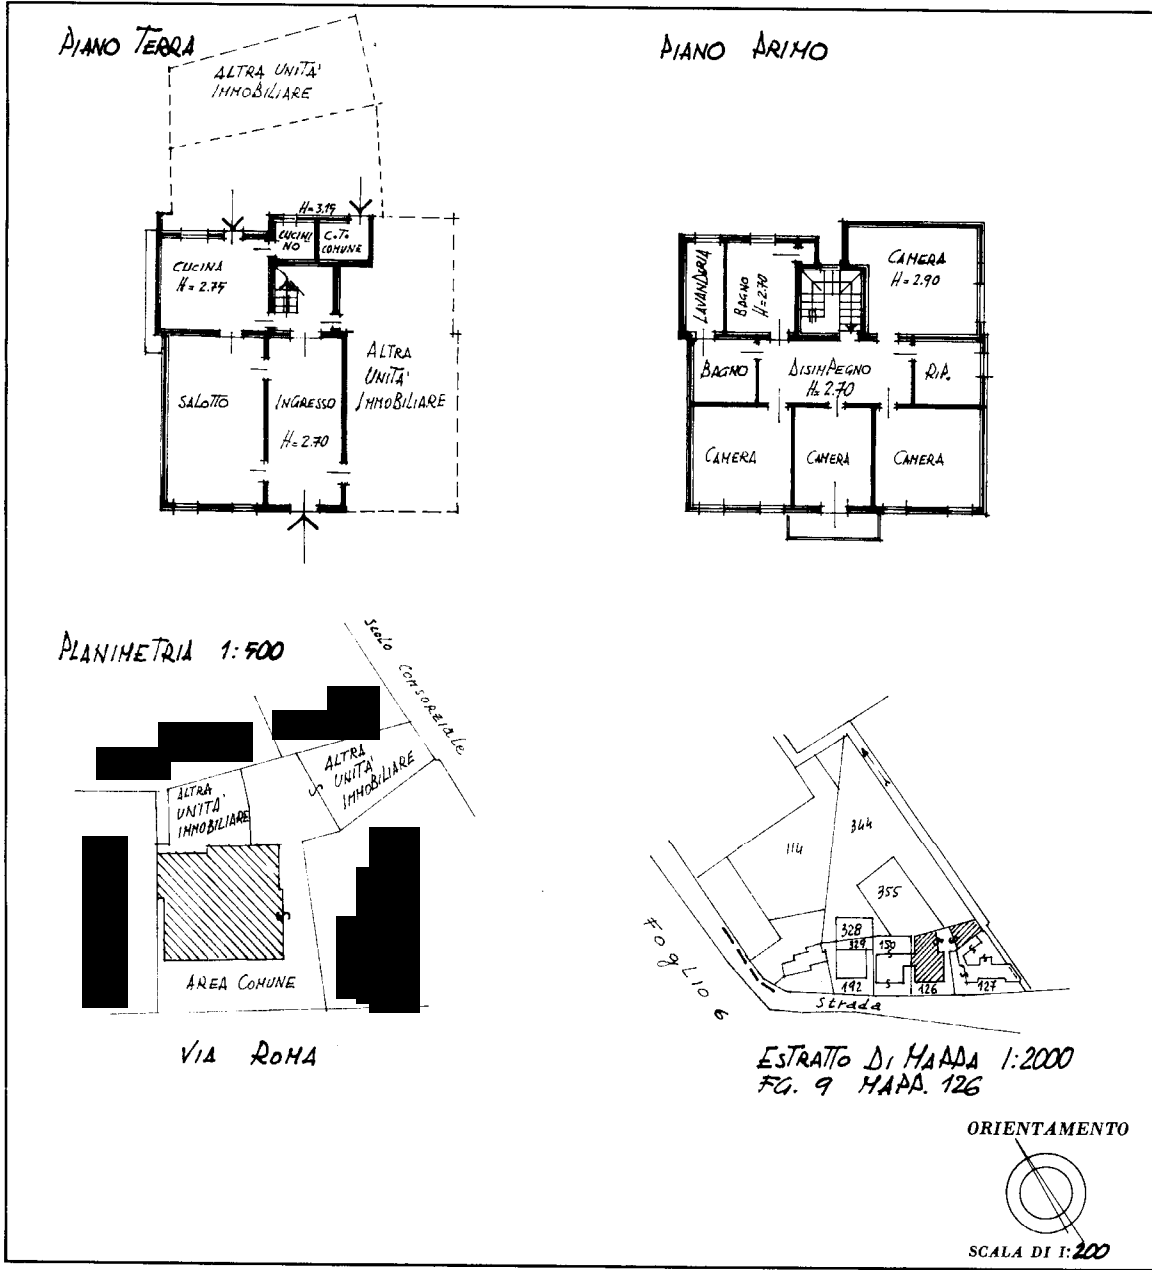 PIANO TERRA
ALTRA UNITA'
IMMOBILIARE
H=3.15
CUCINI
NO
C.T.
COMUNE
CUCINA
H=2.75
SALOTTO
INGRESSO
H=2.70
ALTRA
UNITA'
IMMOBILIARE
PIANO PRIMO
LAVANDERIA
BAGNO
H=2.70
CAMERA
H=2.90
BAGNO
DISIMPEGNO
H=2.70
RIP.
CAMERA
CAMERA
CAMERA
PLANIMETRIA 1:500
SCOLO CONSORZIALE
ALTRA
UNITA'
IMMOBILIARE
S
ALTRA
UNITA'
IMMOBILIARE
S
AREA COMUNE
VIA ROMA
344
114
355
328
329
150
192
126
127
Strada
FOGLIO 6
ESTRATTO DI MAPPA 1:2000
FG. 9 MAPP. 126
ORIENTAMENTO
SCALA DI 1:200